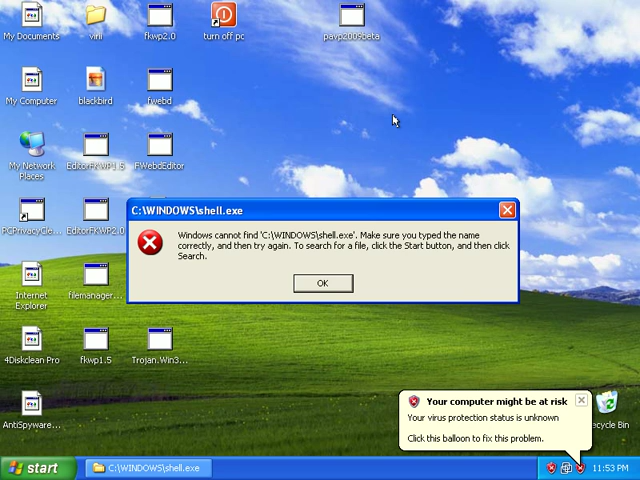 My Documents
virii
fkwp2.0
turn off pc
pavp2009beta
My Computer
blackbird
fwebd
My Network
Places
EditorFKWP1.5
FWebdEditor
C:\WINDOWS\shell.exe
Windows cannot find 'C:\WINDOWS\shell.exe'. Make sure you typed the name
correctly, and then try again. To search for a file, click the Start button, and then click
Search.
OK
PCPrivacyCle...
EditorFKWP2.0
Internet
Explorer
filemanager...
4Diskclean Pro
fkwp1.5
Trojan.Win3...
AntiSpyware...
Your computer might be at risk
Your virus protection status is unknown
Click this balloon to fix this problem.
ecycle Bin
start
C:\WINDOWS\shell.exe
11:53 PM